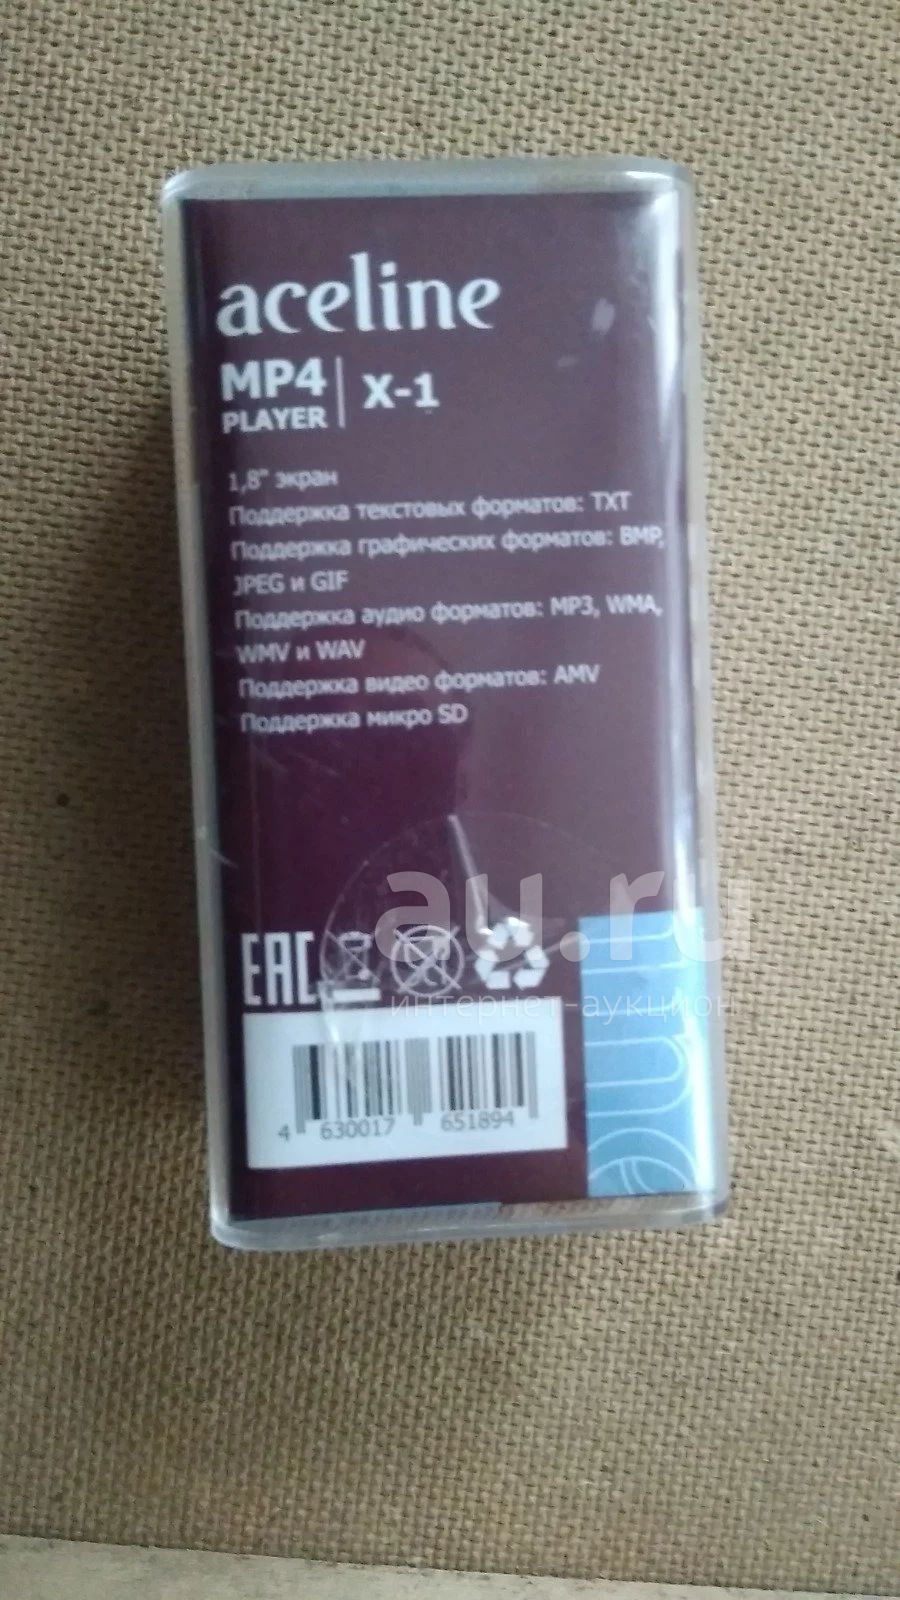 aceline
MP4
PLAYER
X-1
1,8" экран
Поддержка текстовых форматов: TXT
Поддержка графических форматов: BMP,
JPEG и GIF
Поддержка аудио форматов: MP3, WMA,
WMV и WAV
Поддержка видео форматов: AMV
Поддержка микро SD
au.ru
интернет-аукцион
EAC
4 630017 651894